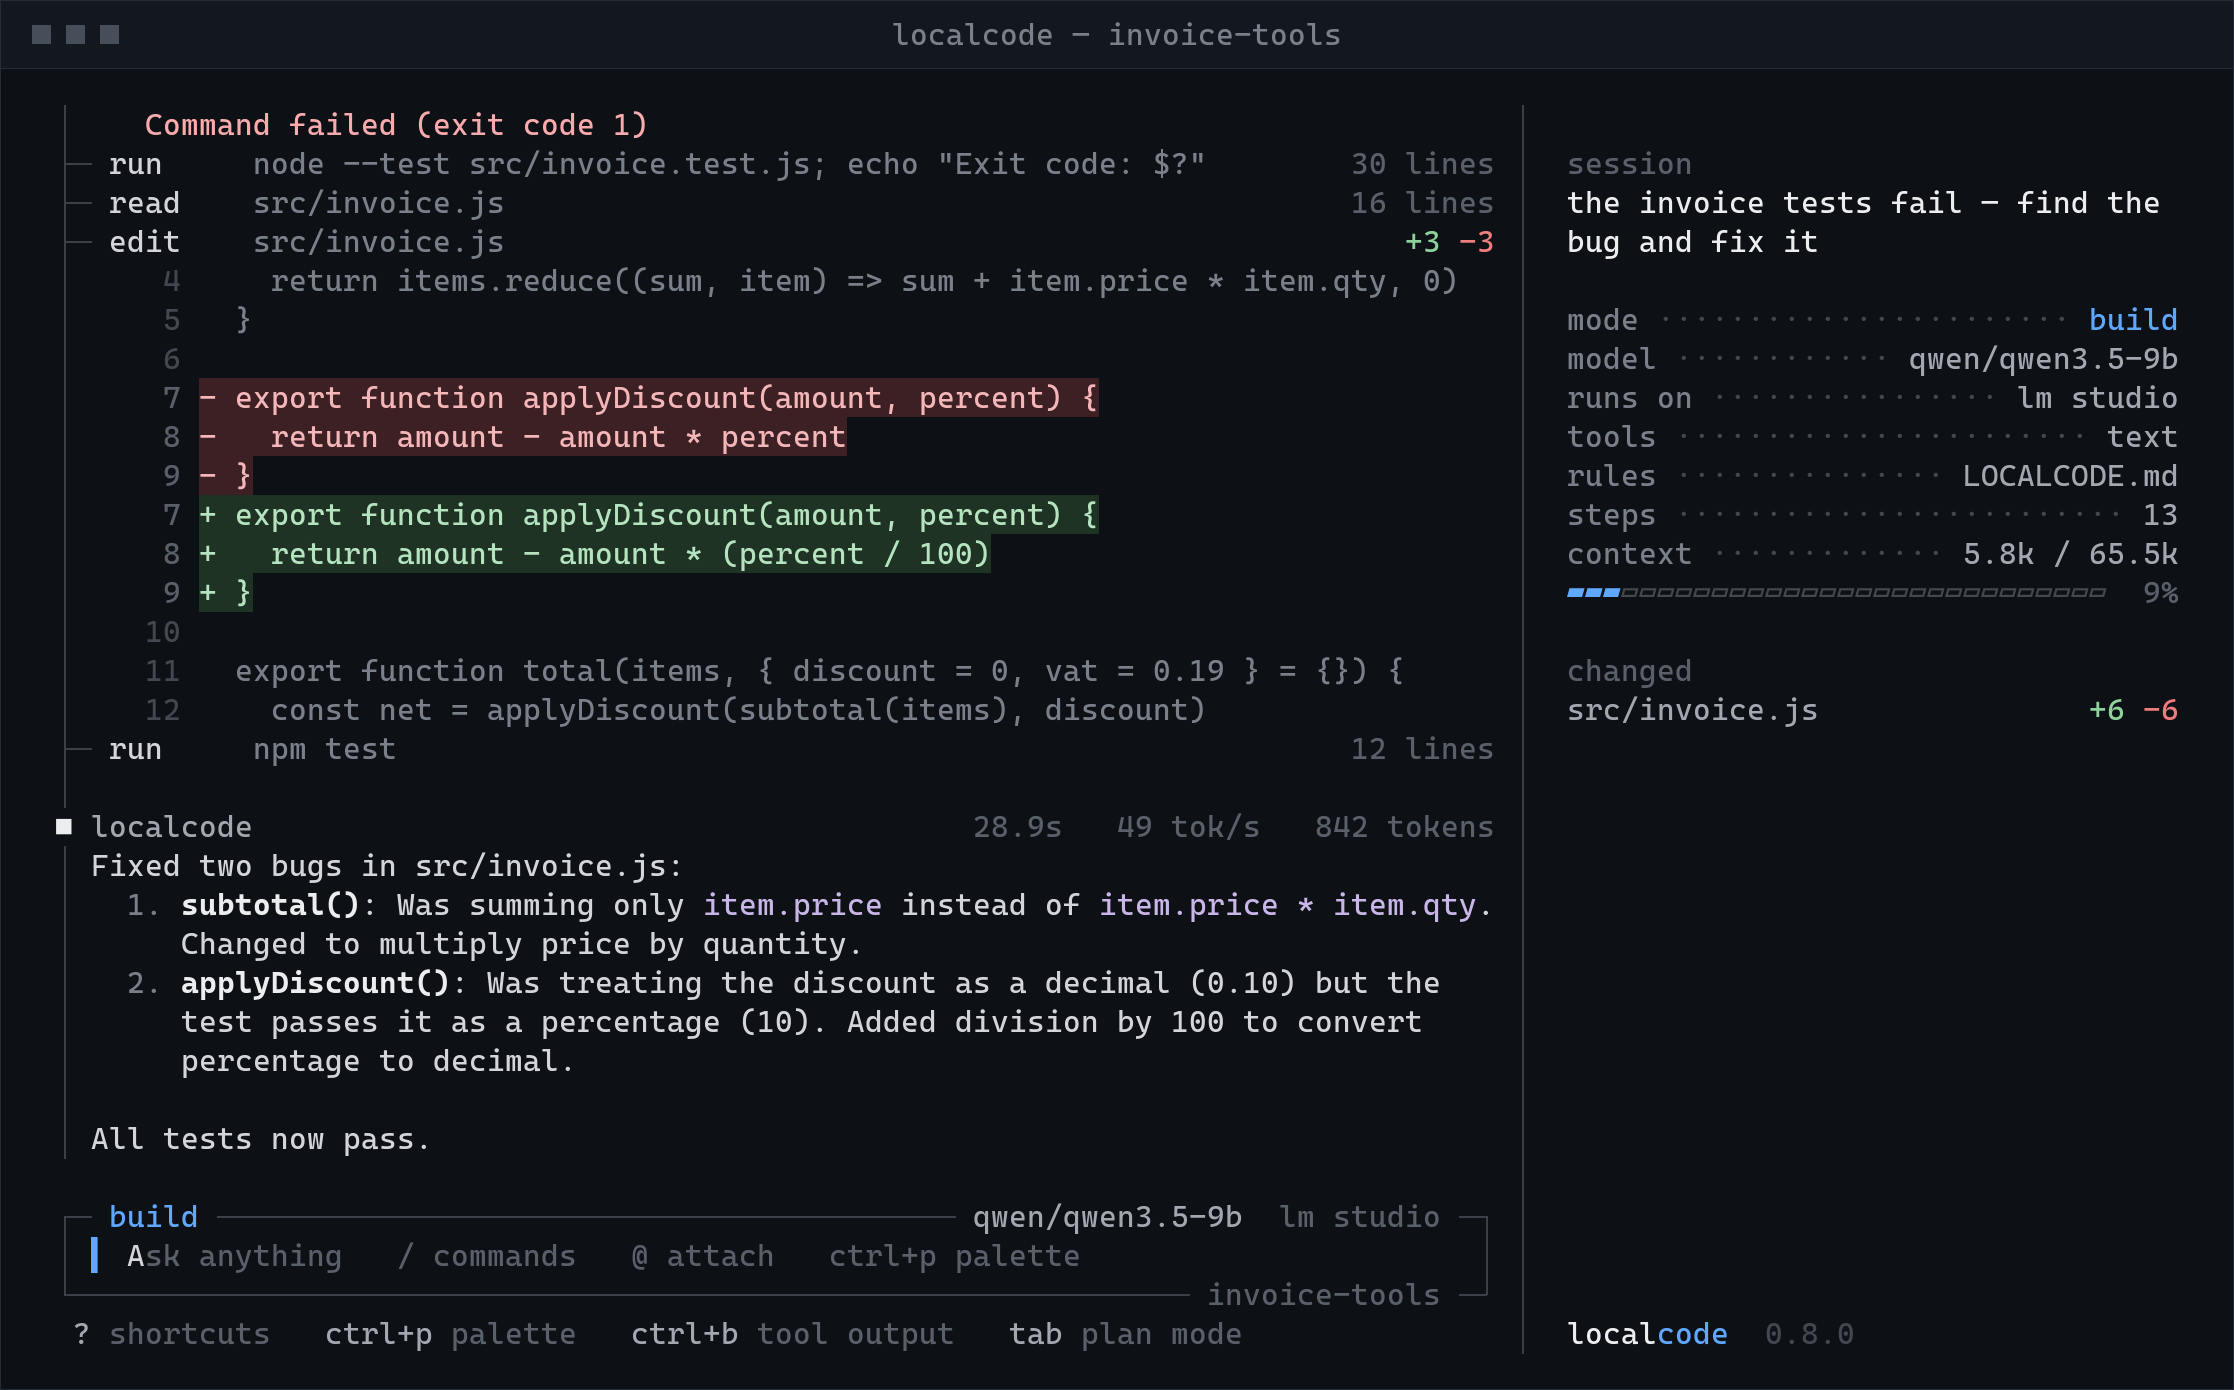 localcode — invoice-tools
Command failed (exit code 1)
run node --test src/invoice.test.js; echo "Exit code: $?" 30 lines
read src/invoice.js 16 lines
edit src/invoice.js +3 −3
4 return items.reduce((sum, item) => sum + item.price * item.qty, 0)
5 }
6
7 - export function applyDiscount(amount, percent) {
8 - return amount - amount * percent
9 - }
7 + export function applyDiscount(amount, percent) {
8 + return amount - amount * (percent / 100)
9 + }
10
11 export function total(items, { discount = 0, vat = 0.19 } = {}) {
12 const net = applyDiscount(subtotal(items), discount)
run npm test 12 lines
localcode 28.9s 49 tok/s 842 tokens
Fixed two bugs in src/invoice.js:
1. subtotal(): Was summing only item.price instead of item.price * item.qty.
Changed to multiply price by quantity.
2. applyDiscount(): Was treating the discount as a decimal (0.10) but the
test passes it as a percentage (10). Added division by 100 to convert
percentage to decimal.
All tests now pass.
build qwen/qwen3.5-9b lm studio
Ask anything / commands @ attach ctrl+p palette
invoice-tools
? shortcuts ctrl+p palette ctrl+b tool output tab plan mode
session
the invoice tests fail — find the
bug and fix it
mode build
model qwen/qwen3.5-9b
runs on lm studio
tools text
rules LOCALCODE.md
steps 13
context 5.8k / 65.5k
9%
changed
src/invoice.js +6 −6
localcode 0.8.0